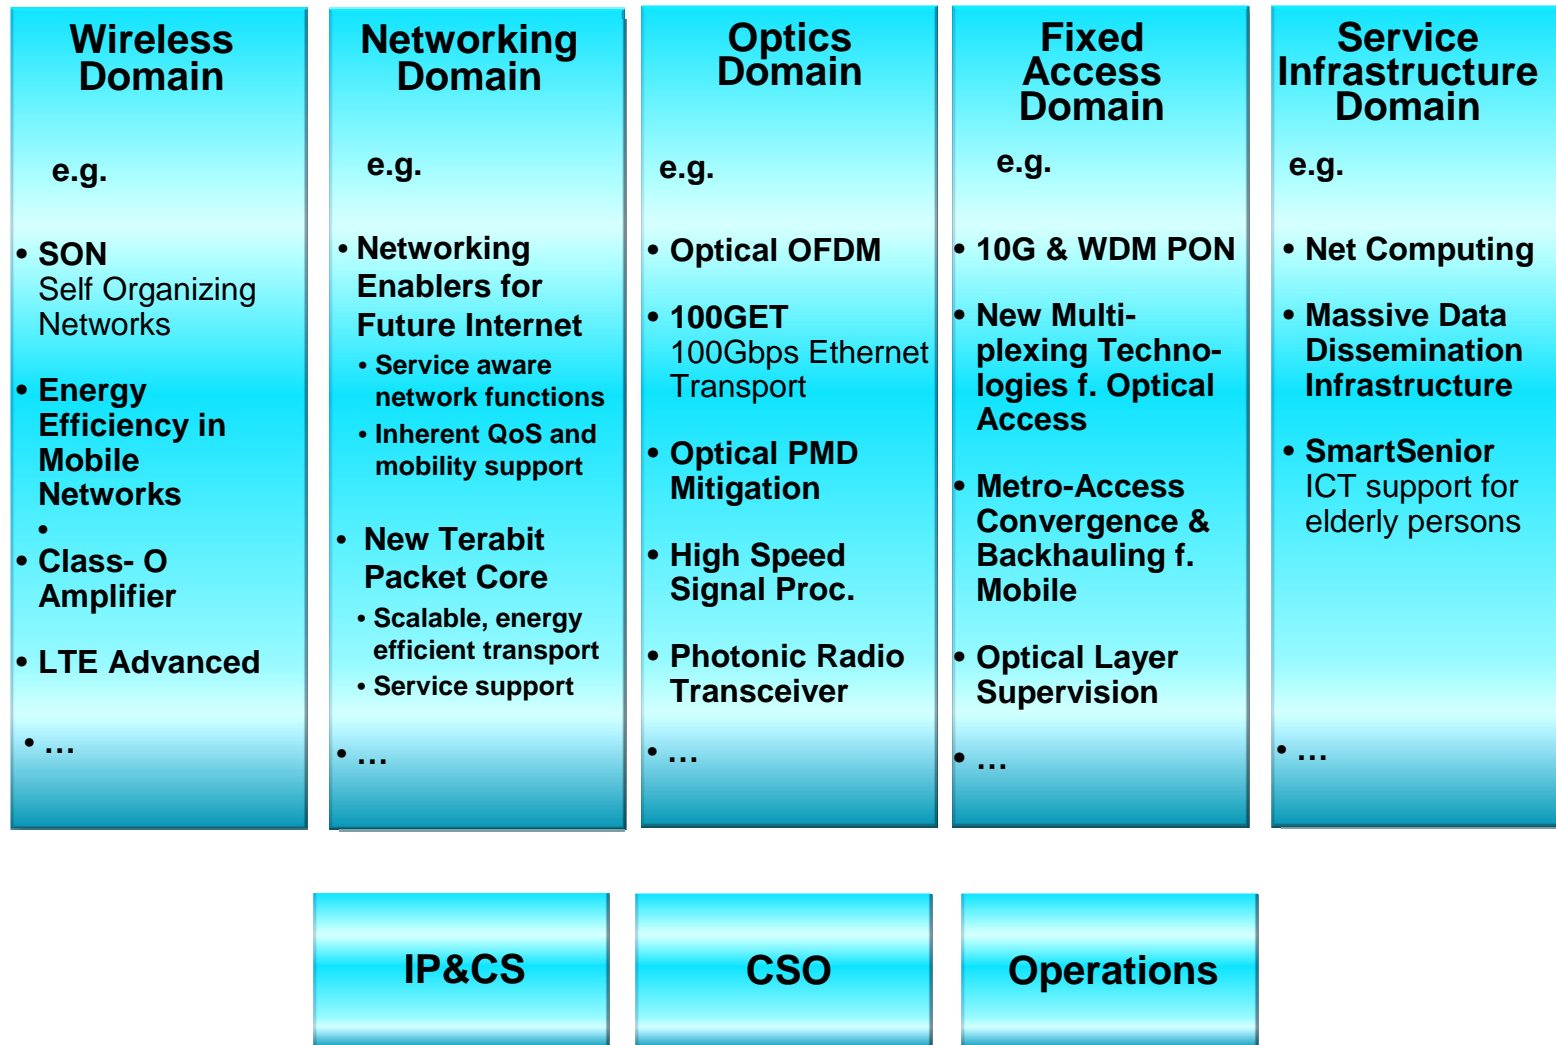 Wireless
Domain
e.g.
• SON
Self Organizing
Networks
• Energy
Efficiency in
Mobile
Networks
•
• Class- O
Amplifier
• LTE Advanced
• ...
Networking
Domain
e.g.
• Networking
Enablers for
Future Internet
• Service aware
network functions
• Inherent QoS and
mobility support
• New Terabit
Packet Core
• Scalable, energy
efficient transport
• Service support
• ...
Optics
Domain
e.g.
• Optical OFDM
• 100GET
100Gbps Ethernet
Transport
• Optical PMD
Mitigation
• High Speed
Signal Proc.
• Photonic Radio
Transceiver
• ...
Fixed
Access
Domain
e.g.
• 10G & WDM PON
• New Multi-
plexing Techno-
logies f. Optical
Access
• Metro-Access
Convergence &
Backhauling f.
Mobile
• Optical Layer
Supervision
• ...
Service
Infrastructure
Domain
e.g.
• Net Computing
• Massive Data
Dissemination
Infrastructure
• SmartSenior
ICT support for
elderly persons
• ...
IP&CS
CSO
Operations